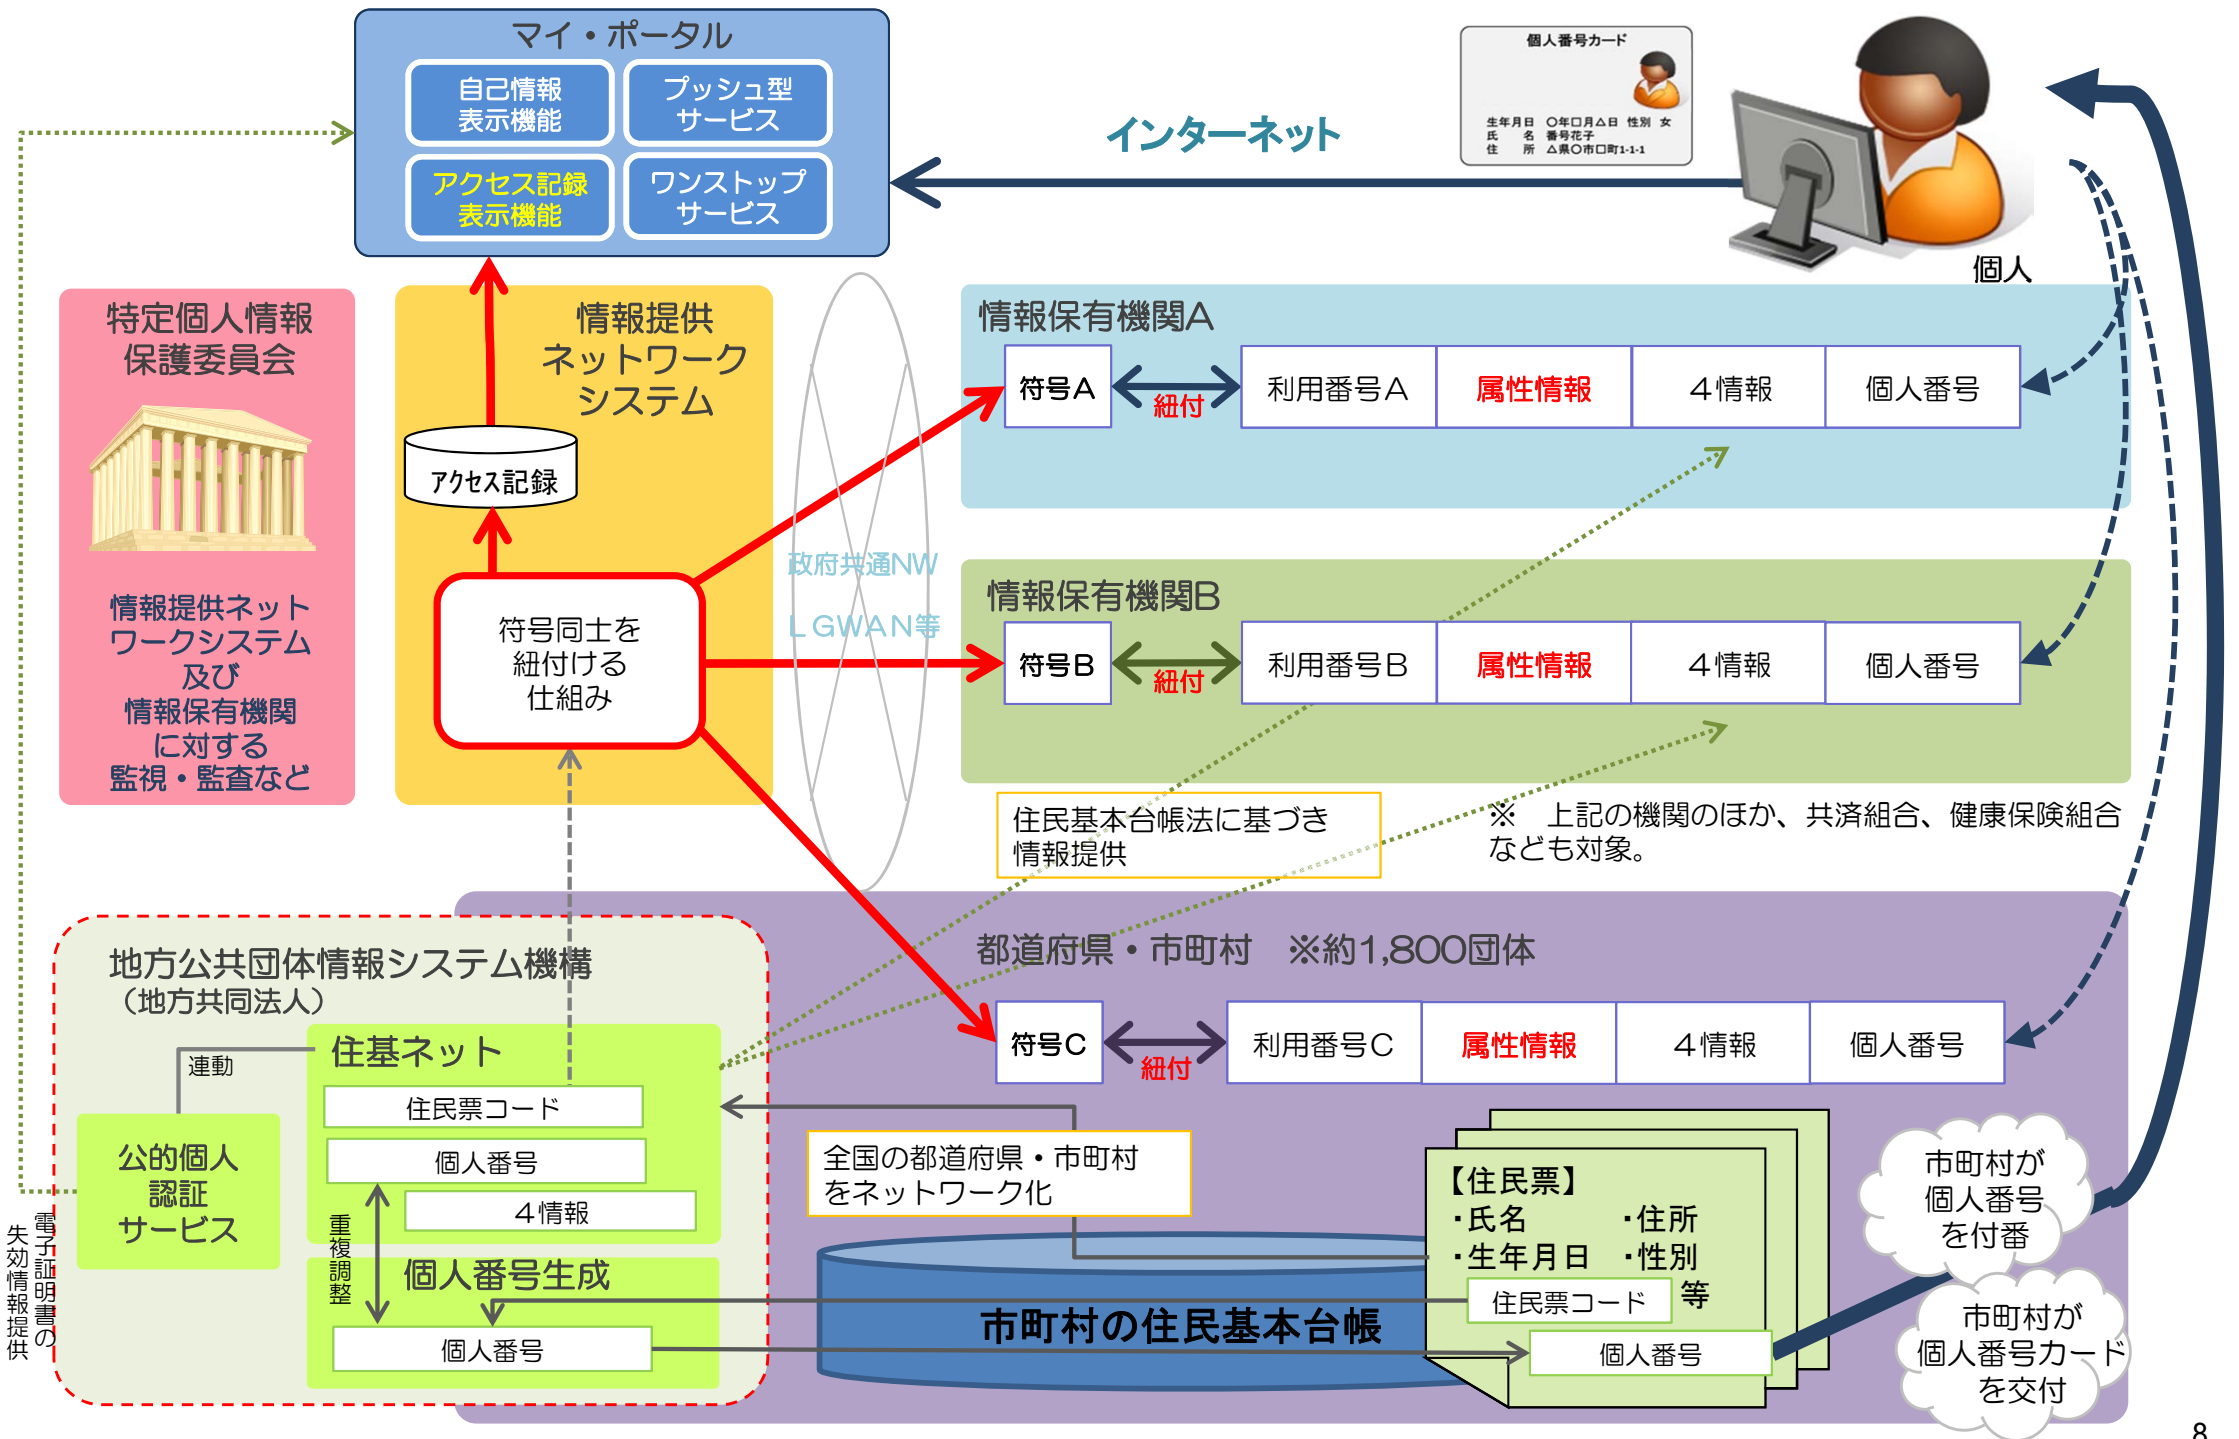 マイ・ポータル
自己情報
表示機能
プッシュ型
サービス
アクセス記録
表示機能
ワンストップ
サービス
インターネット
個人番号カード
生年月日 〇年口月△日 性別 女
氏 名 番号花子
住 所 △県〇市口町1-1-1
個人
特定個人情報
保護委員会
情報提供ネット
ワークシステム
及び
情報保有機関
に対する
監視・監査など
情報提供
ネットワーク
システム
アクセス記録
符号同士を
紐付ける
仕組み
政府共通NW
LGWAN等
情報保有機関A
符号A
紐付
利用番号A
属性情報
4情報
個人番号
情報保有機関B
符号B
紐付
利用番号B
属性情報
4情報
個人番号
住民基本台帳法に基づき
情報提供
※ 上記の機関のほか、共済組合、健康保険組合
なども対象。
都道府県・市町村 ※約1,800団体
符号C
紐付
利用番号C
属性情報
4情報
個人番号
地方公共団体情報システム機構
（地方共同法人）
連動
住基ネット
住民票コード
個人番号
4情報
公的個人
認証
サービス
重複調整
個人番号生成
個人番号
電子証明書の
失効情報提供
全国の都道府県・市町村
をネットワーク化
市町村の住民基本台帳
【住民票】
・氏名 ・住所
・生年月日 ・性別
等
住民票コード
個人番号
市町村が
個人番号
を付番
市町村が
個人番号カード
を交付
8